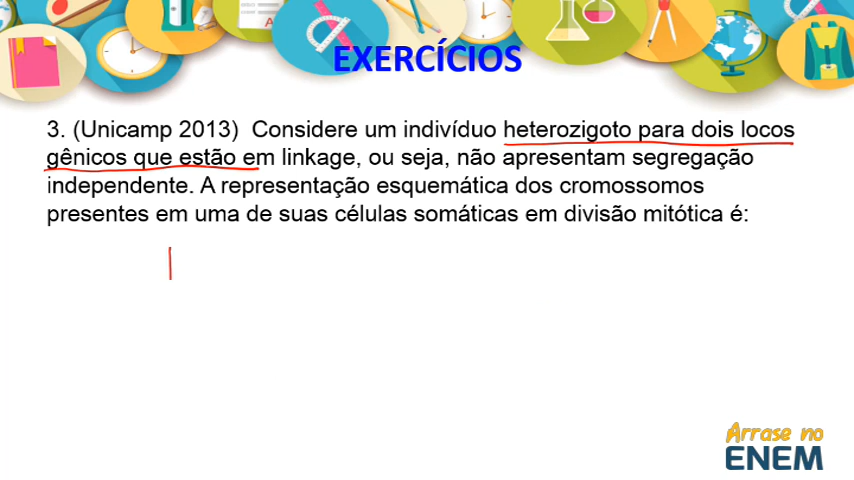 EXERCÍCIOS
3. (Unicamp 2013)  Considere um indivíduo heterozigoto para dois locos
gênicos que estão em linkage, ou seja, não apresentam segregação
independente. A representação esquemática dos cromossomos
presentes em uma de suas células somáticas em divisão mitótica é:
Arrase no
ENEM